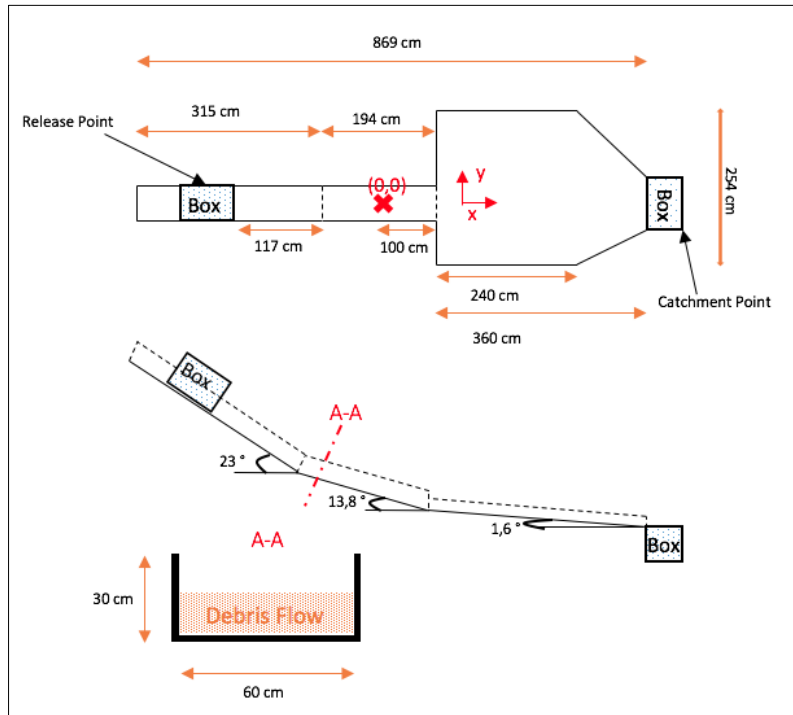 869 cm
315 cm
194 cm
Release Point
(0,0)
y
Box
x
Box
254 cm
117 cm
100 cm
240 cm
Catchment Point
360 cm
Box
A-A
23 °
13,8 °
1,6 °
A-A
Box
30 cm
Debris Flow
60 cm